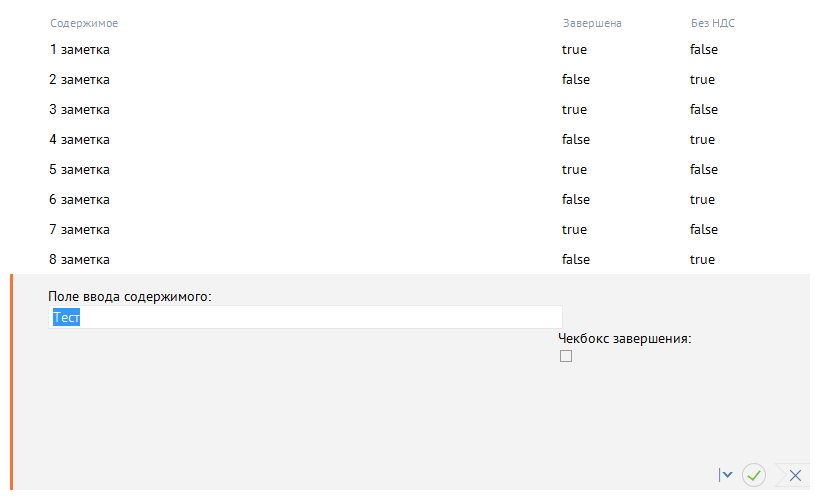 Содержимое Завершена Без НДС
1 заметка true false
2 заметка false true
3 заметка true false
4 заметка false true
5 заметка true false
6 заметка false true
7 заметка true false
8 заметка false true
Поле ввода содержимого:
Тест
Чекбокс завершения: